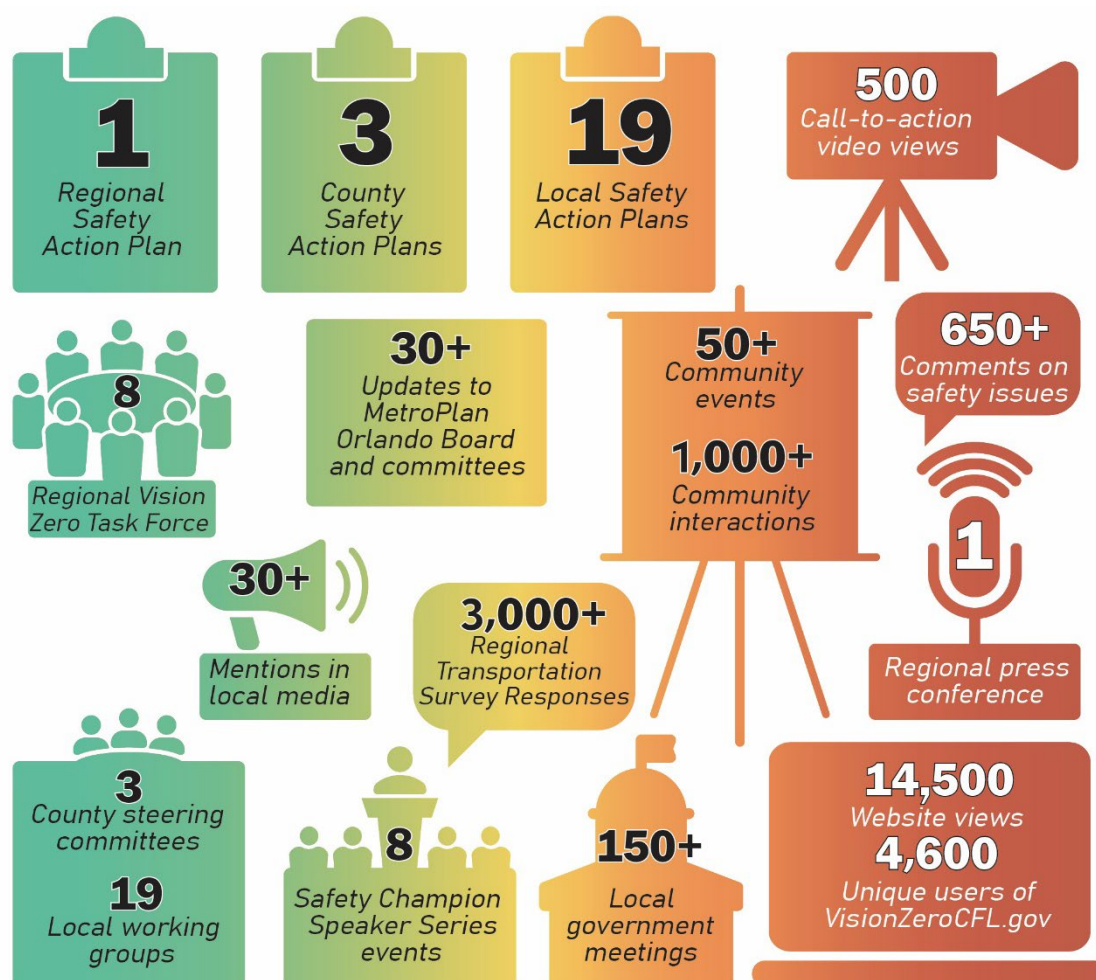 1
Regional
Safety
Action Plan
3
County
Safety
Action Plans
19
Local Safety
Action Plans
500
Call-to-action
video views
8
Regional Vision
Zero Task Force
30+
Updates to
MetroPlan
Orlando Board
and committees
50+
Community
events
1,000+
Community
interactions
650+
Comments on
safety issues
1
Regional press
conference
30+
Mentions in
local media
3,000+
Regional
Transportation
Survey Responses
3
County steering
committees
19
Local working
groups
8
Safety Champion
Speaker Series
events
150+
Local
government
meetings
14,500
Website views
4,600
Unique users of
VisionZeroCFL.gov